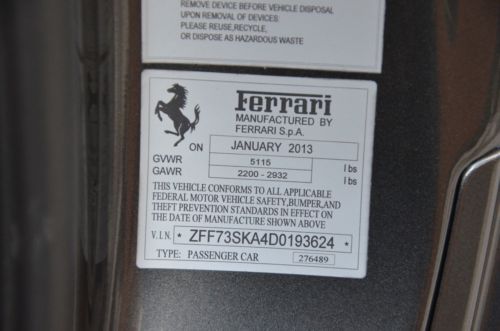 REMOVE DEVICE BEFORE VEHICLE DISPOSAL
UPON REMOVAL OF DEVICES
PLEASE REUSE,RECYCLE,
OR DISPOSE AS HAZARDOUS WASTE
Ferrari
MANUFACTURED BY
FERRARI S.p.A.
ON JANUARY 2013
GVWR 5115 lbs
GAWR 2200 - 2932 lbs
THIS VEHICLE CONFORMS TO ALL APPLICABLE
FEDERAL MOTOR VEHICLE SAFETY,BUMPER,AND
THEFT PREVENTION STANDARDS IN EFFECT ON
THE DATE OF MANUFACTURE SHOWN ABOVE
V.I.N. * ZFF73SKA4D0193624 *
TYPE: PASSENGER CAR 276489